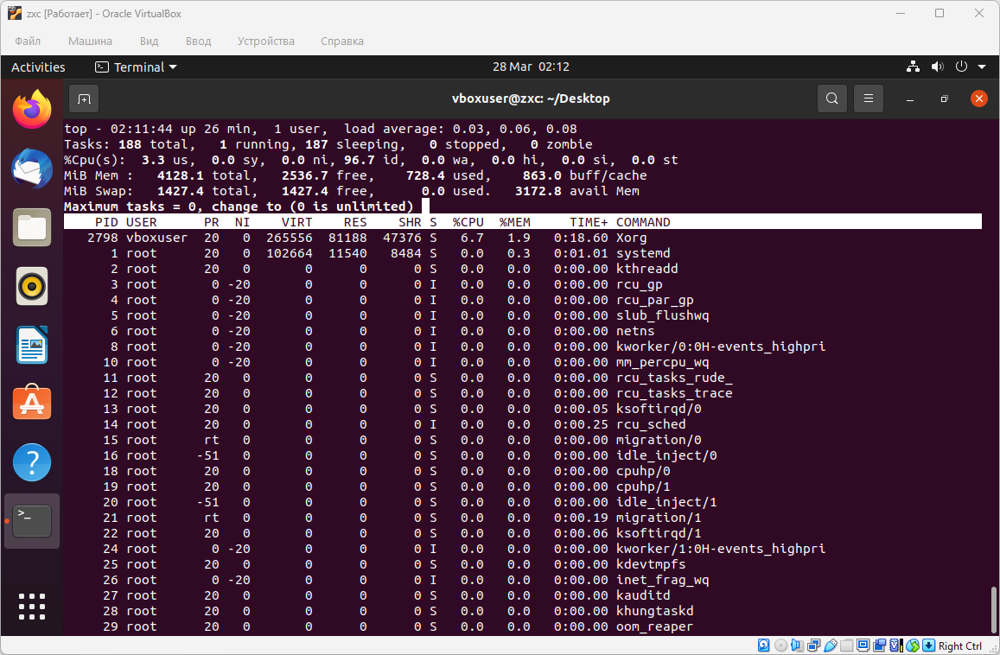 zxc [Работает] - Oracle VirtualBox
Файл Машина Вид Ввод Устройства Справка
Activities Terminal 28 Mar 02:12
vboxuser@zxc: ~/Desktop
top - 02:11:44 up 26 min, 1 user, load average: 0.03, 0.06, 0.08
Tasks: 188 total, 1 running, 187 sleeping, 0 stopped, 0 zombie
%Cpu(s): 3.3 us, 0.0 sy, 0.0 ni, 96.7 id, 0.0 wa, 0.0 hi, 0.0 si, 0.0 st
MiB Mem : 4128.1 total, 2536.7 free, 728.4 used, 863.0 buff/cache
MiB Swap: 1427.4 total, 1427.4 free, 0.0 used. 3172.8 avail Mem
Maximum tasks = 0, change to (0 is unlimited)
PID USER PR NI VIRT RES SHR S %CPU %MEM TIME+ COMMAND
2798 vboxuser 20 0 265556 81188 47376 S 6.7 1.9 0:18.60 Xorg
1 root 20 0 102664 11540 8484 S 0.0 0.3 0:01.01 systemd
2 root 20 0 0 0 0 S 0.0 0.0 0:00.00 kthreadd
3 root 0 -20 0 0 0 I 0.0 0.0 0:00.00 rcu_gp
4 root 0 -20 0 0 0 I 0.0 0.0 0:00.00 rcu_par_gp
5 root 0 -20 0 0 0 I 0.0 0.0 0:00.00 slub_flushwq
6 root 0 -20 0 0 0 I 0.0 0.0 0:00.00 netns
8 root 0 -20 0 0 0 I 0.0 0.0 0:00.00 kworker/0:0H-events_highpri
10 root 0 -20 0 0 0 I 0.0 0.0 0:00.00 mm_percpu_wq
11 root 20 0 0 0 0 S 0.0 0.0 0:00.00 rcu_tasks_rude_
12 root 20 0 0 0 0 S 0.0 0.0 0:00.00 rcu_tasks_trace
13 root 20 0 0 0 0 S 0.0 0.0 0:00.05 ksoftirqd/0
14 root 20 0 0 0 0 I 0.0 0.0 0:00.25 rcu_sched
15 root rt 0 0 0 0 S 0.0 0.0 0:00.00 migration/0
16 root -51 0 0 0 0 S 0.0 0.0 0:00.00 idle_inject/0
18 root 20 0 0 0 0 S 0.0 0.0 0:00.00 cpuhp/0
19 root 20 0 0 0 0 S 0.0 0.0 0:00.00 cpuhp/1
20 root -51 0 0 0 0 S 0.0 0.0 0:00.00 idle_inject/1
21 root rt 0 0 0 0 S 0.0 0.0 0:00.19 migration/1
22 root 20 0 0 0 0 S 0.0 0.0 0:00.06 ksoftirqd/1
24 root 0 -20 0 0 0 I 0.0 0.0 0:00.00 kworker/1:0H-events_highpri
25 root 20 0 0 0 0 S 0.0 0.0 0:00.00 kdevtmpfs
26 root 0 -20 0 0 0 I 0.0 0.0 0:00.00 inet_frag_wq
27 root 20 0 0 0 0 S 0.0 0.0 0:00.00 kauditd
28 root 20 0 0 0 0 S 0.0 0.0 0:00.00 khungtaskd
29 root 20 0 0 0 0 S 0.0 0.0 0:00.00 oom_reaper
Right Ctrl